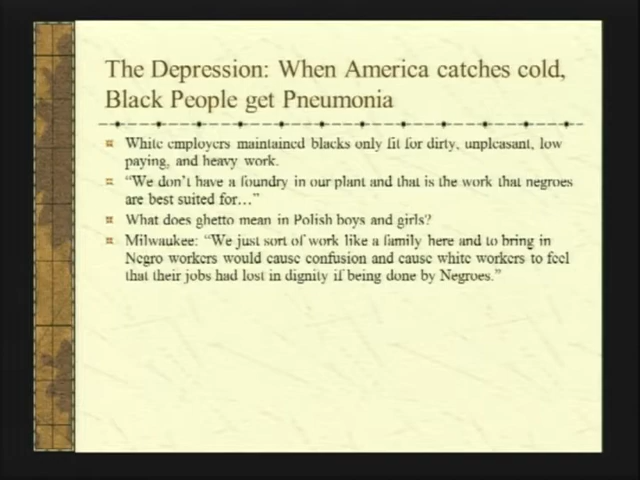 The Depression: When America catches cold,
Black People get Pneumonia
White employers maintained blacks only fit for dirty, unpleasant, low
paying, and heavy work.
“We don’t have a foundry in our plant and that is the work that negroes
are best suited for…”
What does ghetto mean in Polish boys and girls?
Milwaukee: “We just sort of work like a family here and to bring in
Negro workers would cause confusion and cause white workers to feel
that their jobs had lost in dignity if being done by Negroes.”